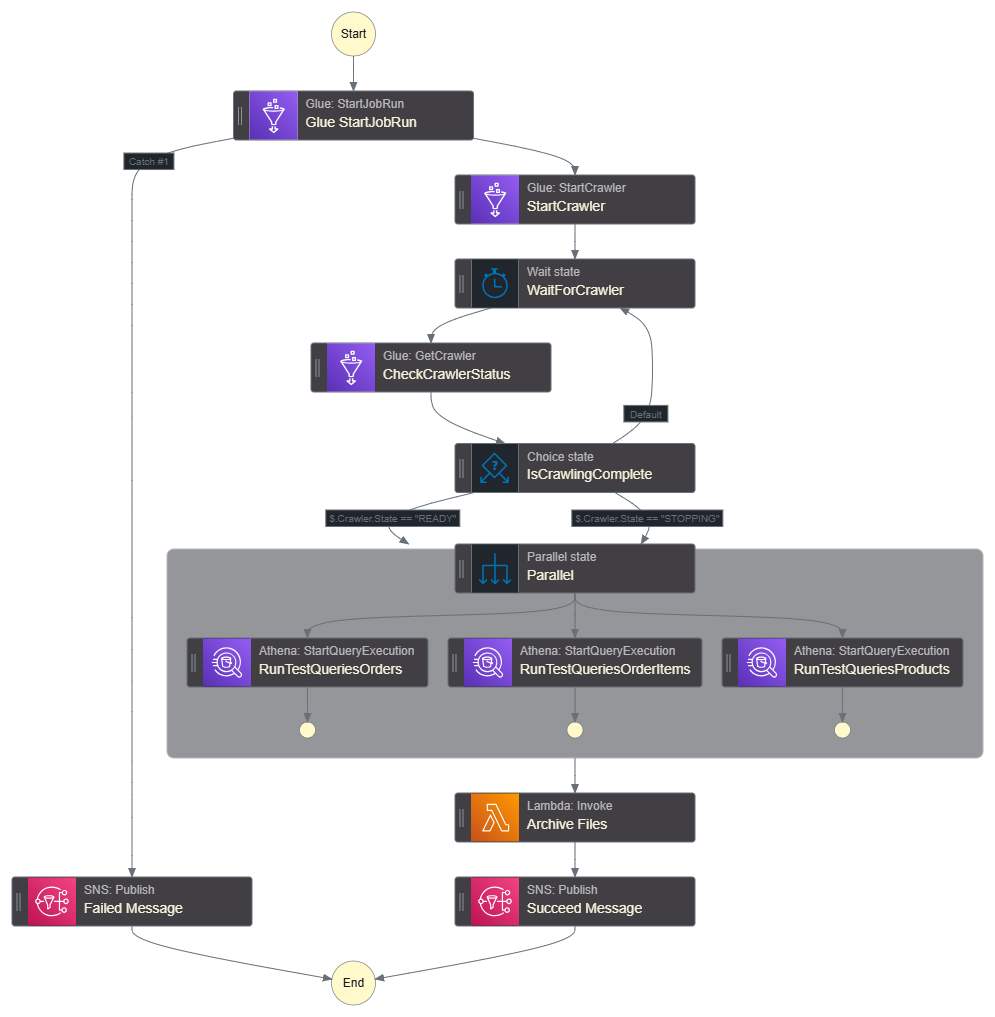 Start
Glue: StartJobRun
Glue StartJobRun
Catch #1
Glue: StartCrawler
StartCrawler
Wait state
WaitForCrawler
Glue: GetCrawler
CheckCrawlerStatus
Default
Choice state
IsCrawlingComplete
$.Crawler.State == "READY"
$.Crawler.State == "STOPPING"
Parallel state
Parallel
Athena: StartQueryExecution
RunTestQueriesOrders
Athena: StartQueryExecution
RunTestQueriesOrderItems
Athena: StartQueryExecution
RunTestQueriesProducts
Lambda: Invoke
Archive Files
SNS: Publish
Failed Message
SNS: Publish
Succeed Message
End